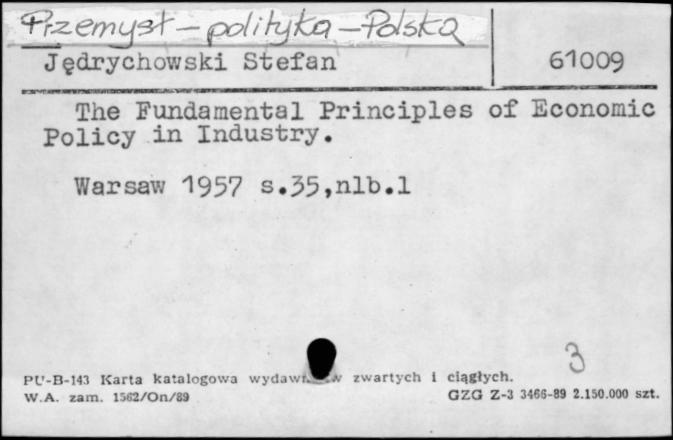 Przemysł – polityka – Polska
Jędrychowski Stefan 61009
The Fundamental Principles of Economic
Policy in Industry.
Warsaw 1957 s.35,nlb.1
3
PU-B-143 Karta katalogowa zwartych i ciągłych.
W.A. zam. 1562/On/89 GZG Z-3 3466-89 2.150.000 szt.